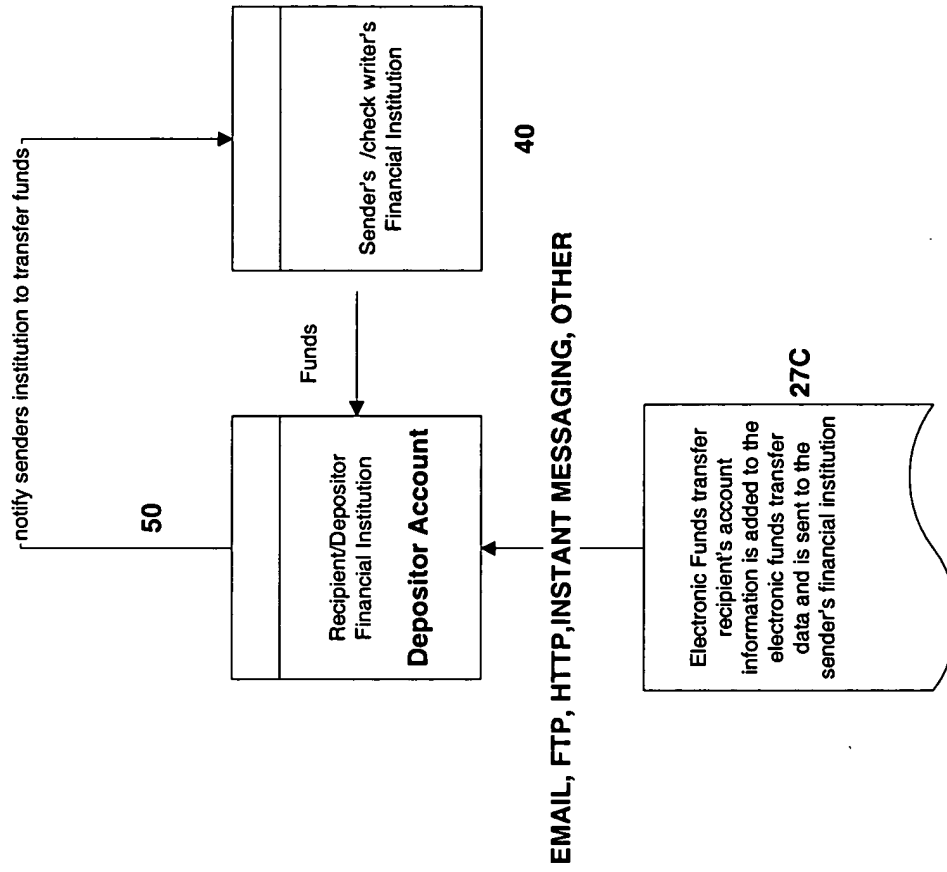 notify senders institution to transfer funds
50
Recipient/Depositor
Financial Institution
Depositor Account
Funds
Sender's /check writer's
Financial Institution
40
EMAIL, FTP, HTTP,INSTANT MESSAGING, OTHER
27C
Electronic Funds transfer
recipient's account
information is added to the
electronic funds transfer
data and is sent to the
sender's financial institution